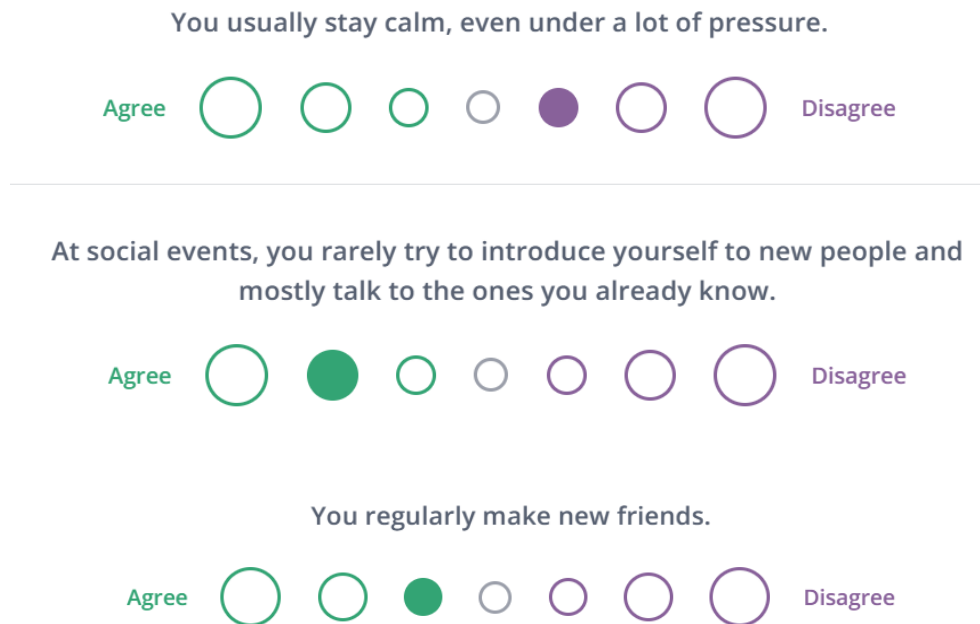 You usually stay calm, even under a lot of pressure.
Agree Disagree
At social events, you rarely try to introduce yourself to new people and
mostly talk to the ones you already know.
Agree Disagree
You regularly make new friends.
Agree Disagree